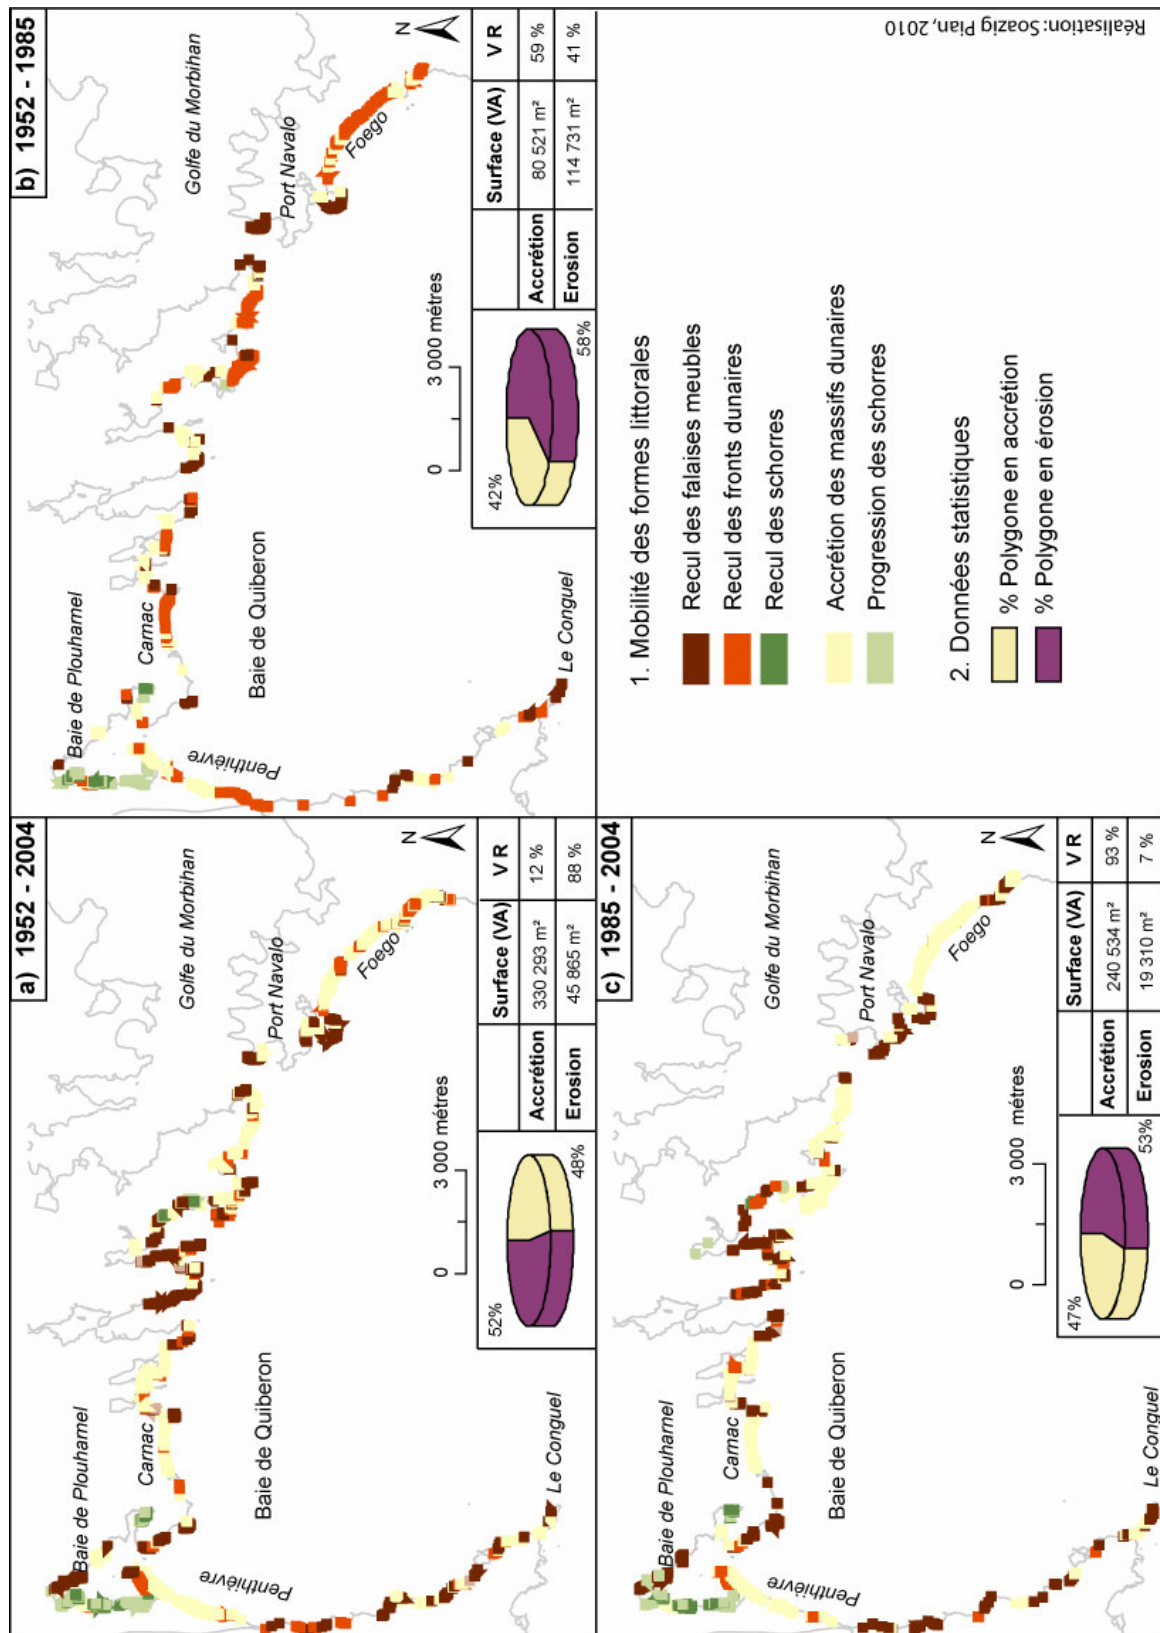 a) 1952 - 2004
Baie de Plouhamel
Golfe du Morbihan
Carnac
Port Navalo
Penthièvre
Baie de Quiberon
Foego
N
Le Conguel
0 3 000 métres
52%
48%
Surface (VA) V R
Accrétion 330 293 m² 12 %
Erosion 45 865 m² 88 %
b) 1952 - 1985
Baie de Plouhamel
Golfe du Morbihan
Carnac
Port Navalo
Penthièvre
Baie de Quiberon
Foego
N
Le Conguel
0 3 000 métres
42%
58%
Surface (VA) V R
Accrétion 80 521 m² 59 %
Erosion 114 731 m² 41 %
c) 1985 - 2004
Baie de Plouhamel
Golfe du Morbihan
Carnac
Port Navalo
Penthièvre
Baie de Quiberon
Foego
N
Le Conguel
0 3 000 métres
47%
53%
Surface (VA) V R
Accrétion 240 534 m² 93 %
Erosion 19 310 m² 7 %
1. Mobilité des formes littorales
Recul des falaises meubles
Recul des fronts dunaires
Recul des schorres
Accrétion des massifs dunaires
Progression des schorres
2. Données statistiques
% Polygone en accrétion
% Polygone en érosion
Réalisation: Soazig Pian, 2010